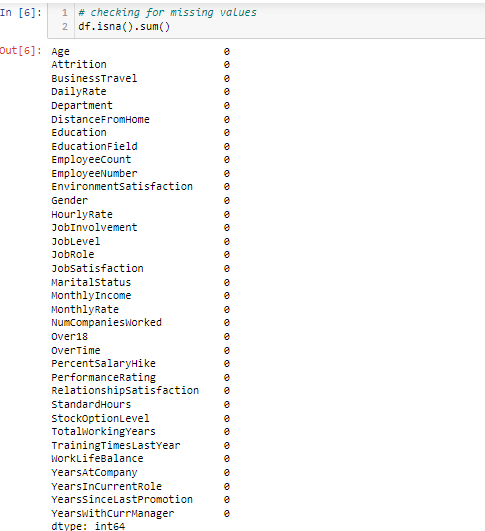 In [6]: 1 # checking for missing values
2 df.isna().sum()
Out[6]: Age 0
Attrition 0
BusinessTravel 0
DailyRate 0
Department 0
DistanceFromHome 0
Education 0
EducationField 0
EmployeeCount 0
EmployeeNumber 0
EnvironmentSatisfaction 0
Gender 0
HourlyRate 0
JobInvolvement 0
JobLevel 0
JobRole 0
JobSatisfaction 0
MaritalStatus 0
MonthlyIncome 0
MonthlyRate 0
NumCompaniesWorked 0
Over18 0
OverTime 0
PercentSalaryHike 0
PerformanceRating 0
RelationshipSatisfaction 0
StandardHours 0
StockOptionLevel 0
TotalWorkingYears 0
TrainingTimesLastYear 0
WorkLifeBalance 0
YearsAtCompany 0
YearsInCurrentRole 0
YearsSinceLastPromotion 0
YearsWithCurrManager 0
dtype: int64